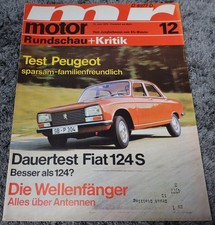 mr
motor
12
Rundschau+Kritik
Test Peugeot
sparsam-familienfreundlich
Dauertest Fiat 124 S
Besser als 124?
Die Wellenfänger
Alles über Antennen